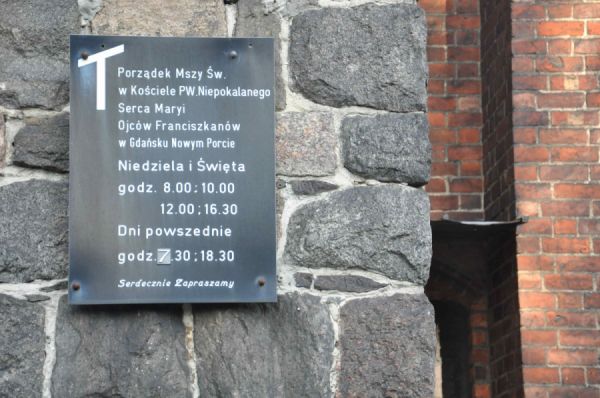 Porządek Mszy Św.
w Kościele PW. Niepokalanego
Serca Maryi
Ojców Franciszkanów
w Gdańsku Nowym Porcie
Niedziela i Święta
godz. 8.00; 10.00
12.00; 16.30
Dni powszednie
godz. 7.30; 18.30
Serdecznie Zapraszamy